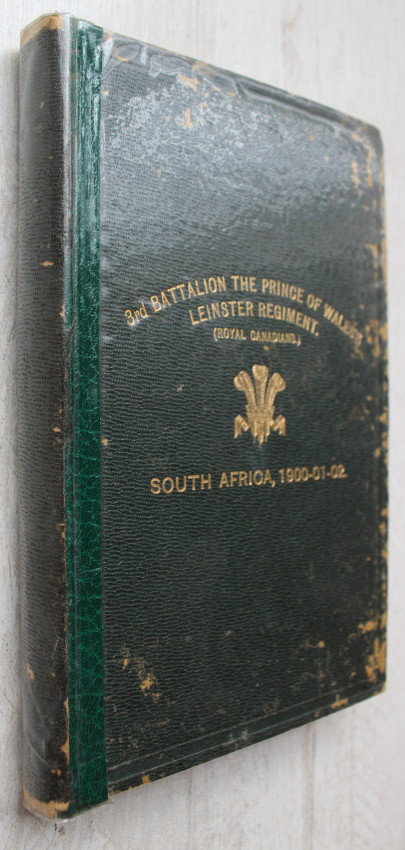 3rd BATTALION THE PRINCE OF WALES'S
LEINSTER REGIMENT.
(ROYAL CANADIANS.)
SOUTH AFRICA, 1900-01-02.